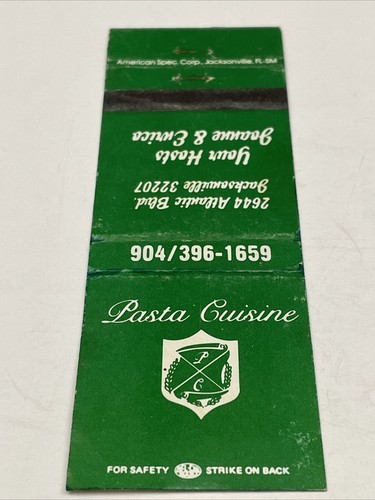 American Spec. Corp., Jacksonville, FL-SM
Your Hosts
Joanne & Enrico
2644 Atlantic Blvd.
Jacksonville 32207
904/396-1659
Pasta Cuisine
P
C
FOR SAFETY STRIKE ON BACK